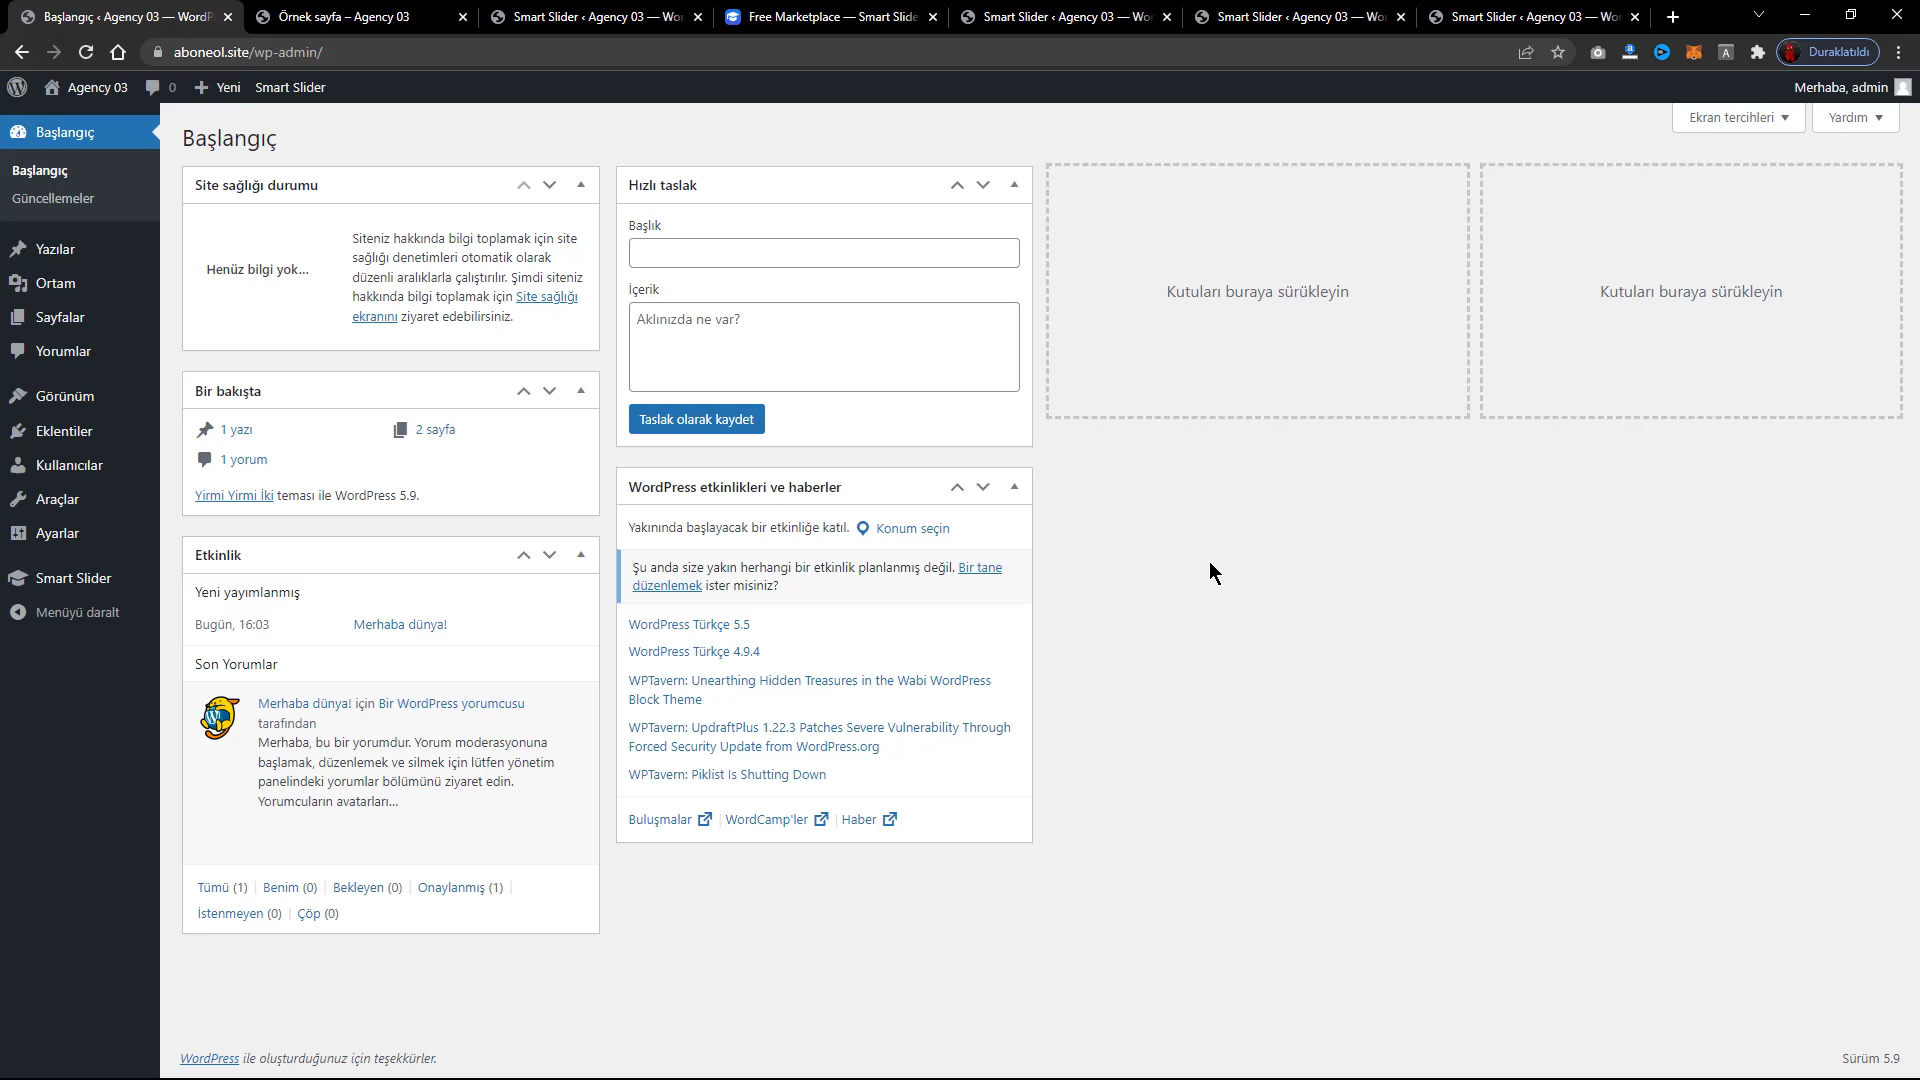 Başlangıç ‹ Agency 03 — WordP
Örnek sayfa – Agency 03
Smart Slider ‹ Agency 03 — Wor
Free Marketplace — Smart Slide
Smart Slider ‹ Agency 03 — Wor
Smart Slider ‹ Agency 03 — Wor
Smart Slider ‹ Agency 03 — Wor
aboneol.site/wp-admin/
A
Duraklatıldı
Agency 03
0
Yeni
Smart Slider
Merhaba, admin
Başlangıç
Başlangıç
Güncellemeler
Yazılar
Ortam
Sayfalar
Yorumlar
Görünüm
Eklentiler
Kullanıcılar
Araçlar
Ayarlar
Smart Slider
Menüyü daralt
Ekran tercihleri
Yardım
Başlangıç
Site sağlığı durumu
Henüz bilgi yok...
Siteniz hakkında bilgi toplamak için site
sağlığı denetimleri otomatik olarak
düzenli aralıklarla çalıştırılır. Şimdi siteniz
hakkında bilgi toplamak için Site sağlığı
ekranını ziyaret edebilirsiniz.
Bir bakışta
1 yazı
2 sayfa
1 yorum
Yirmi Yirmi İki teması ile WordPress 5.9.
Etkinlik
Yeni yayımlanmış
Bugün, 16:03
Merhaba dünya!
Son Yorumlar
Merhaba dünya! için Bir WordPress yorumcusu
tarafından
Merhaba, bu bir yorumdur. Yorum moderasyonuna
başlamak, düzenlemek ve silmek için lütfen yönetim
panelindeki yorumlar bölümünü ziyaret edin.
Yorumcuların avatarları...
Tümü (1) | Benim (0) | Bekleyen (0) | Onaylanmış (1) |
İstenmeyen (0) | Çöp (0)
Hızlı taslak
Başlık
İçerik
Aklınızda ne var?
Taslak olarak kaydet
WordPress etkinlikleri ve haberler
Yakınında başlayacak bir etkinliğe katıl. Konum seçin
Şu anda size yakın herhangi bir etkinlik planlanmış değil. Bir tane
düzenlemek ister misiniz?
WordPress Türkçe 5.5
WordPress Türkçe 4.9.4
WPTavern: Unearthing Hidden Treasures in the Wabi WordPress
Block Theme
WPTavern: UpdraftPlus 1.22.3 Patches Severe Vulnerability Through
Forced Security Update from WordPress.org
WPTavern: Piklist Is Shutting Down
Buluşmalar | WordCamp'ler | Haber
Kutuları buraya sürükleyin
Kutuları buraya sürükleyin
WordPress ile oluşturduğunuz için teşekkürler.
Sürüm 5.9